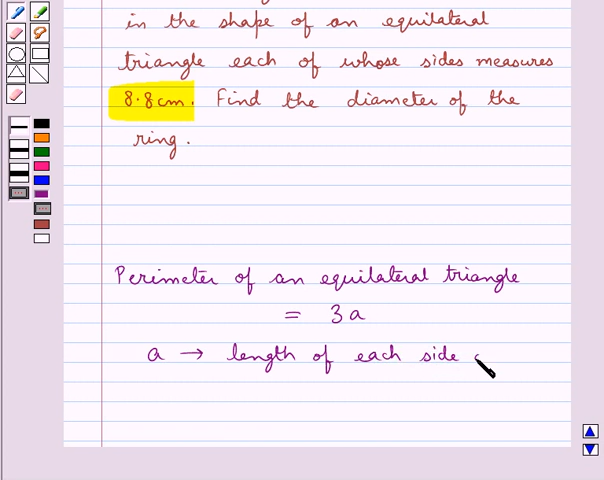 in the shape of an equilateral
triangle each of whose sides measures
8.8cm. Find the diameter of the
ring.
Perimeter of an equilateral triangle
= 3a
a → length of each side